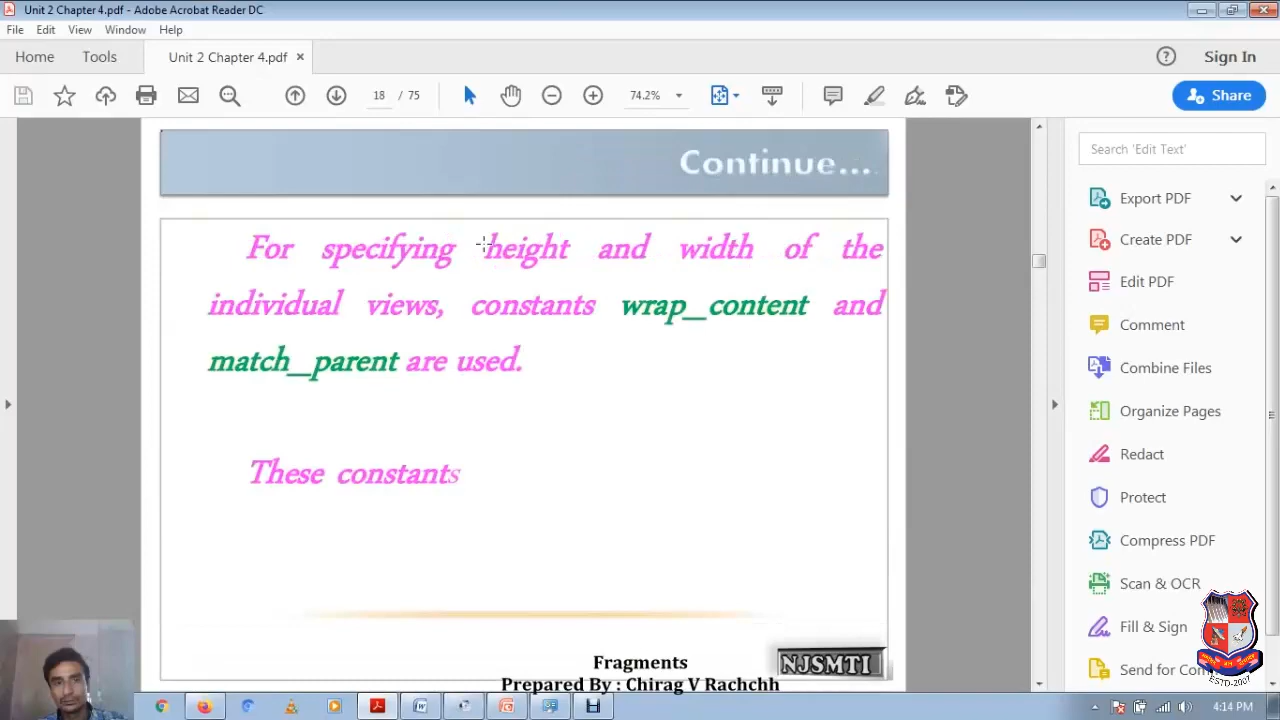 Unit 2 Chapter 4.pdf - Adobe Acrobat Reader DC
File Edit View Window Help
Home Tools Unit 2 Chapter 4.pdf × Sign In
18 / 75 74.2% Share
Continue...
For specifying height and width of the
individual views, constants wrap_content and
match_parent are used.
These constants
Fragments
Prepared By : Chirag V Rachchh
NJSMTI
Search 'Edit Text'
Export PDF
Create PDF
Edit PDF
Comment
Combine Files
Organize Pages
Redact
Protect
Compress PDF
Scan & OCR
Fill & Sign
Send for Co
4:14 PM